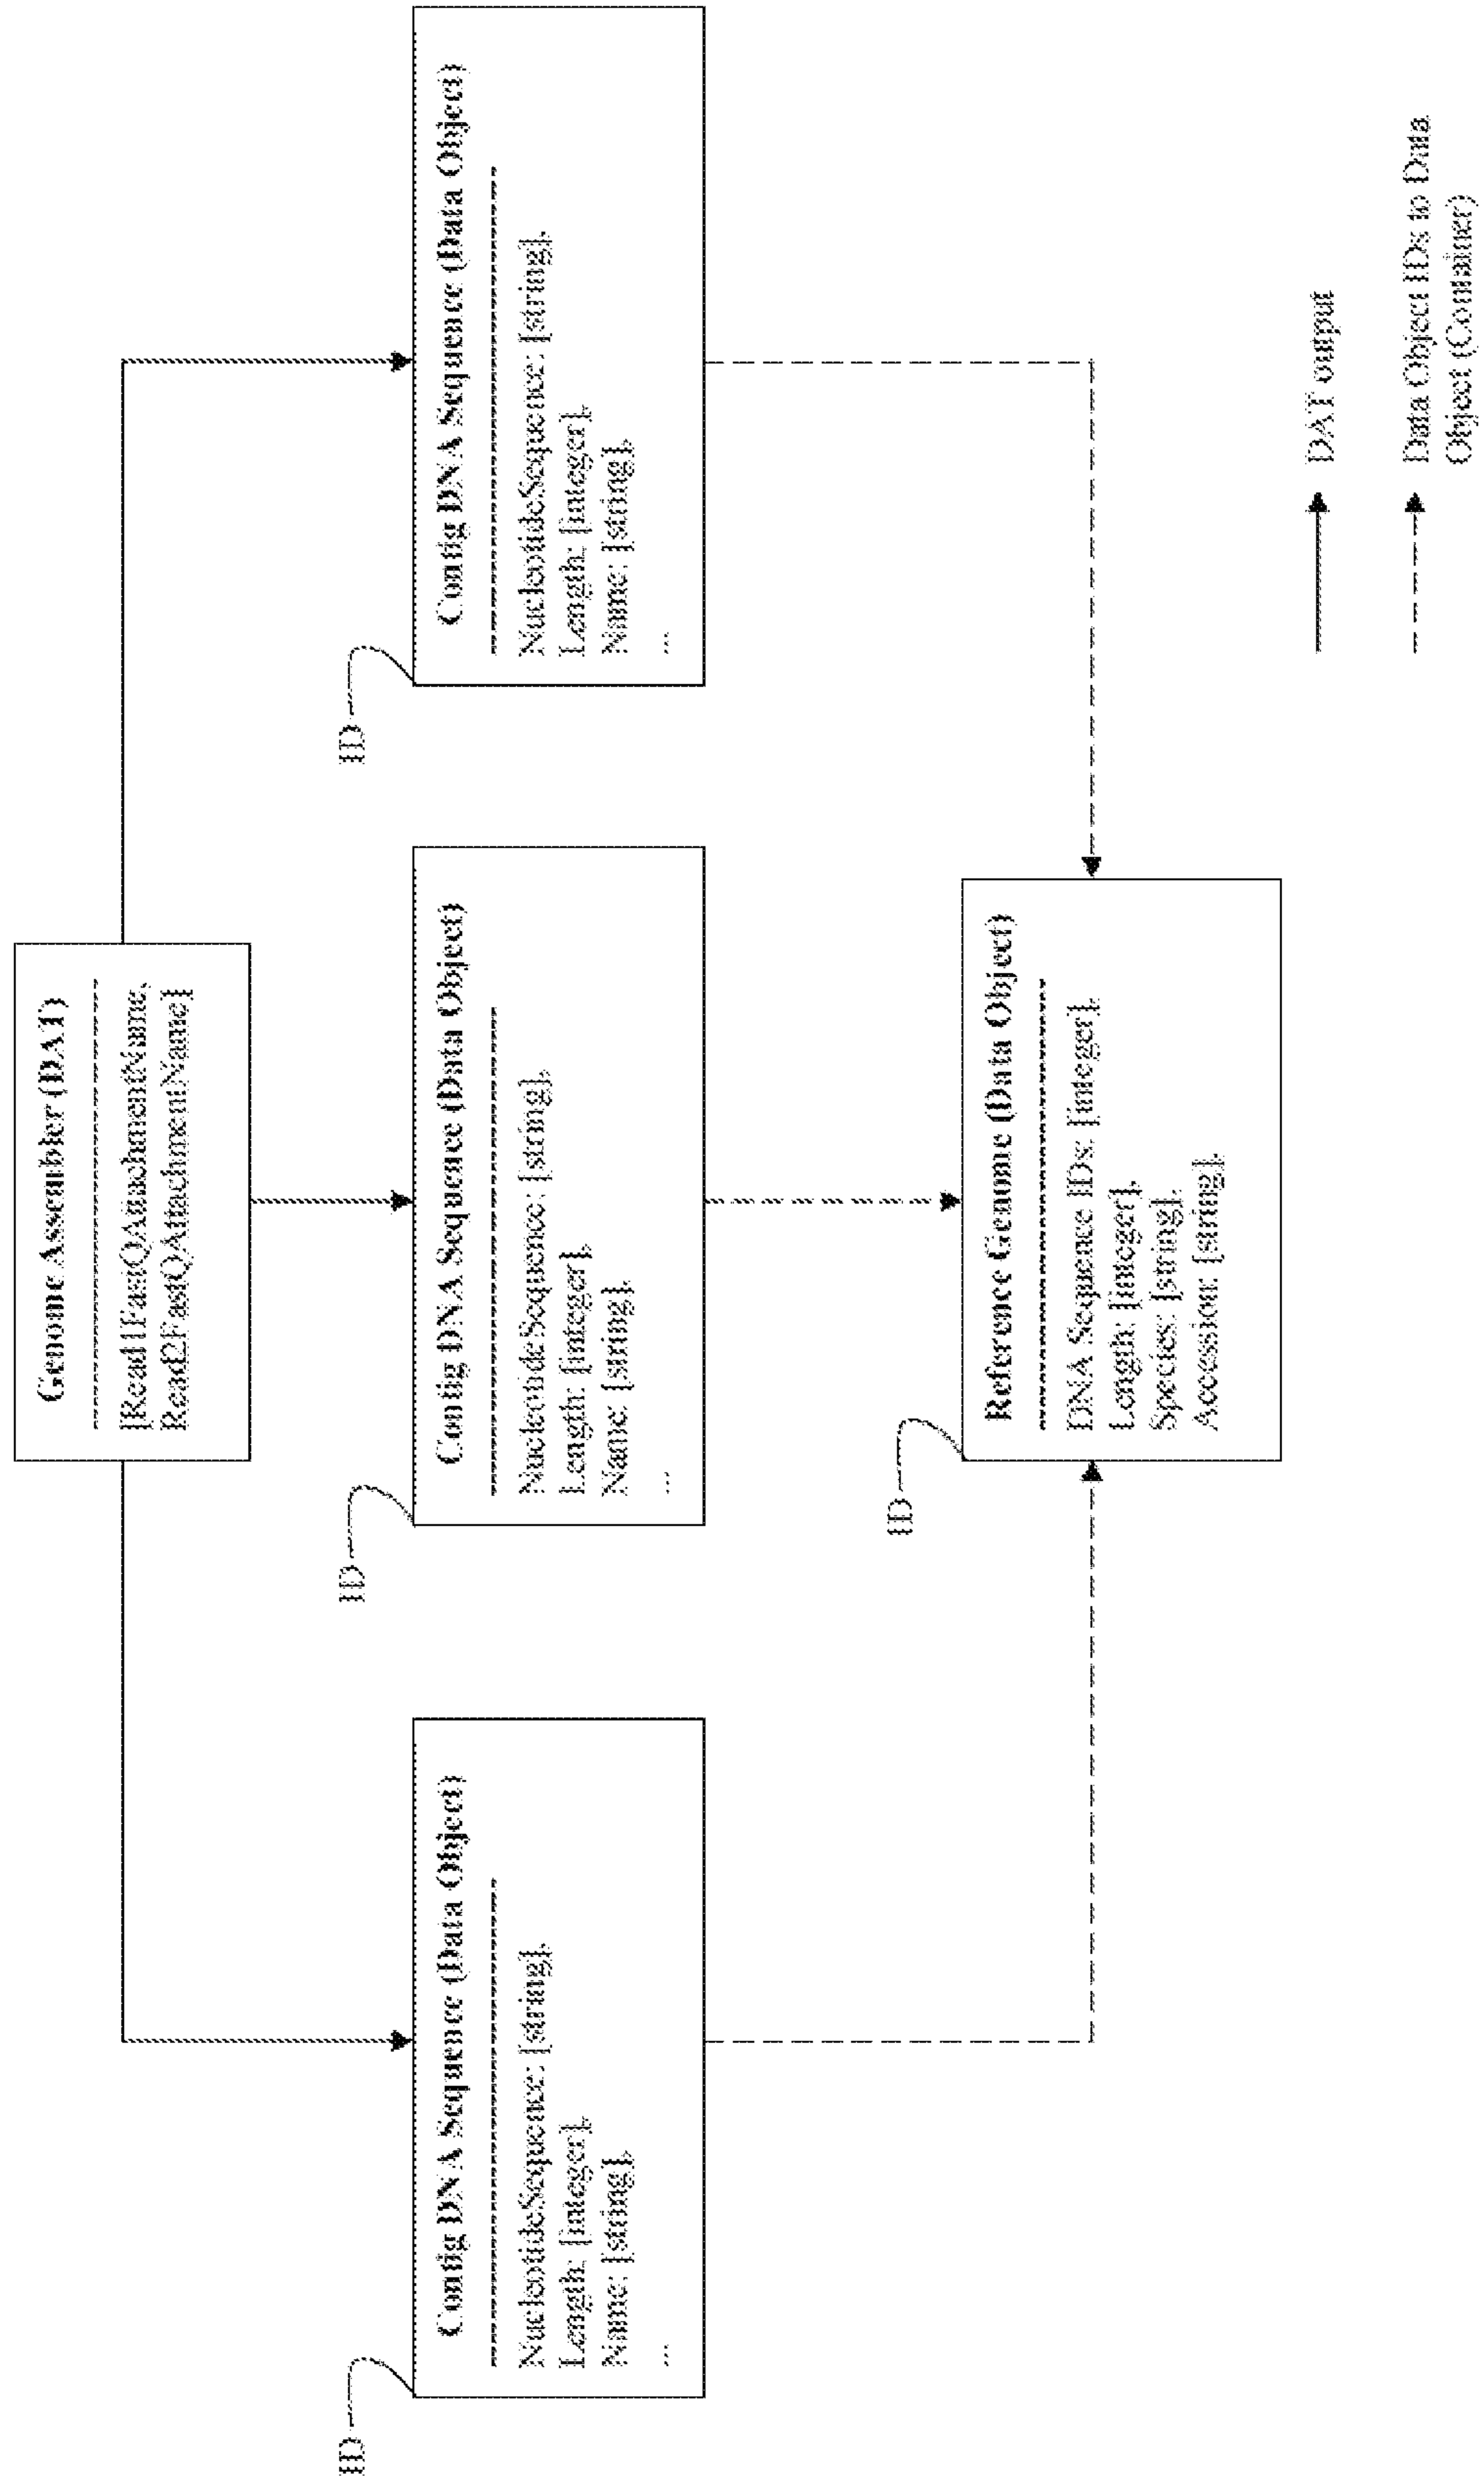 Genome Assembler (DAT)
[Read1FastQAttachmentName,
Read2FastQAttachmentName]
ID
Contig DNA Sequence (Data Object)
NucleotideSequence: [string],
Length: [integer],
Name: [string],
...
ID
Contig DNA Sequence (Data Object)
NucleotideSequence: [string],
Length: [integer],
Name: [string],
...
ID
Contig DNA Sequence (Data Object)
NucleotideSequence: [string],
Length: [integer],
Name: [string],
...
ID
Reference Genome (Data Object)
DNA Sequence IDs: [integer],
Length: [integer],
Species: [string],
Accession: [string],
DAT output
Data Object IDs to Data
Object (Container)